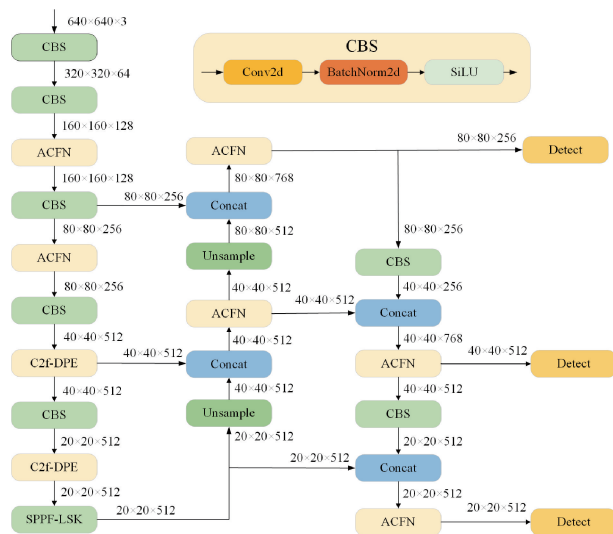 640×640×3
CBS
320×320×64
CBS
160×160×128
ACFN
160×160×128
CBS
80×80×256
80×80×256
ACFN
80×80×256
CBS
40×40×512
C2f-DPE
40×40×512
40×40×512
CBS
20×20×512
C2f-DPE
20×20×512
SPPF-LSK
20×20×512
CBS
Conv2d
BatchNorm2d
SiLU
ACFN
80×80×256
Detect
80×80×768
Concat
80×80×512
Unsample
40×40×512
ACFN
40×40×512
40×40×512
Concat
40×40×512
Unsample
20×20×512
20×20×512
80×80×256
CBS
40×40×256
Concat
40×40×768
ACFN
40×40×512
Detect
40×40×512
CBS
20×20×512
Concat
20×20×512
ACFN
20×20×512
Detect